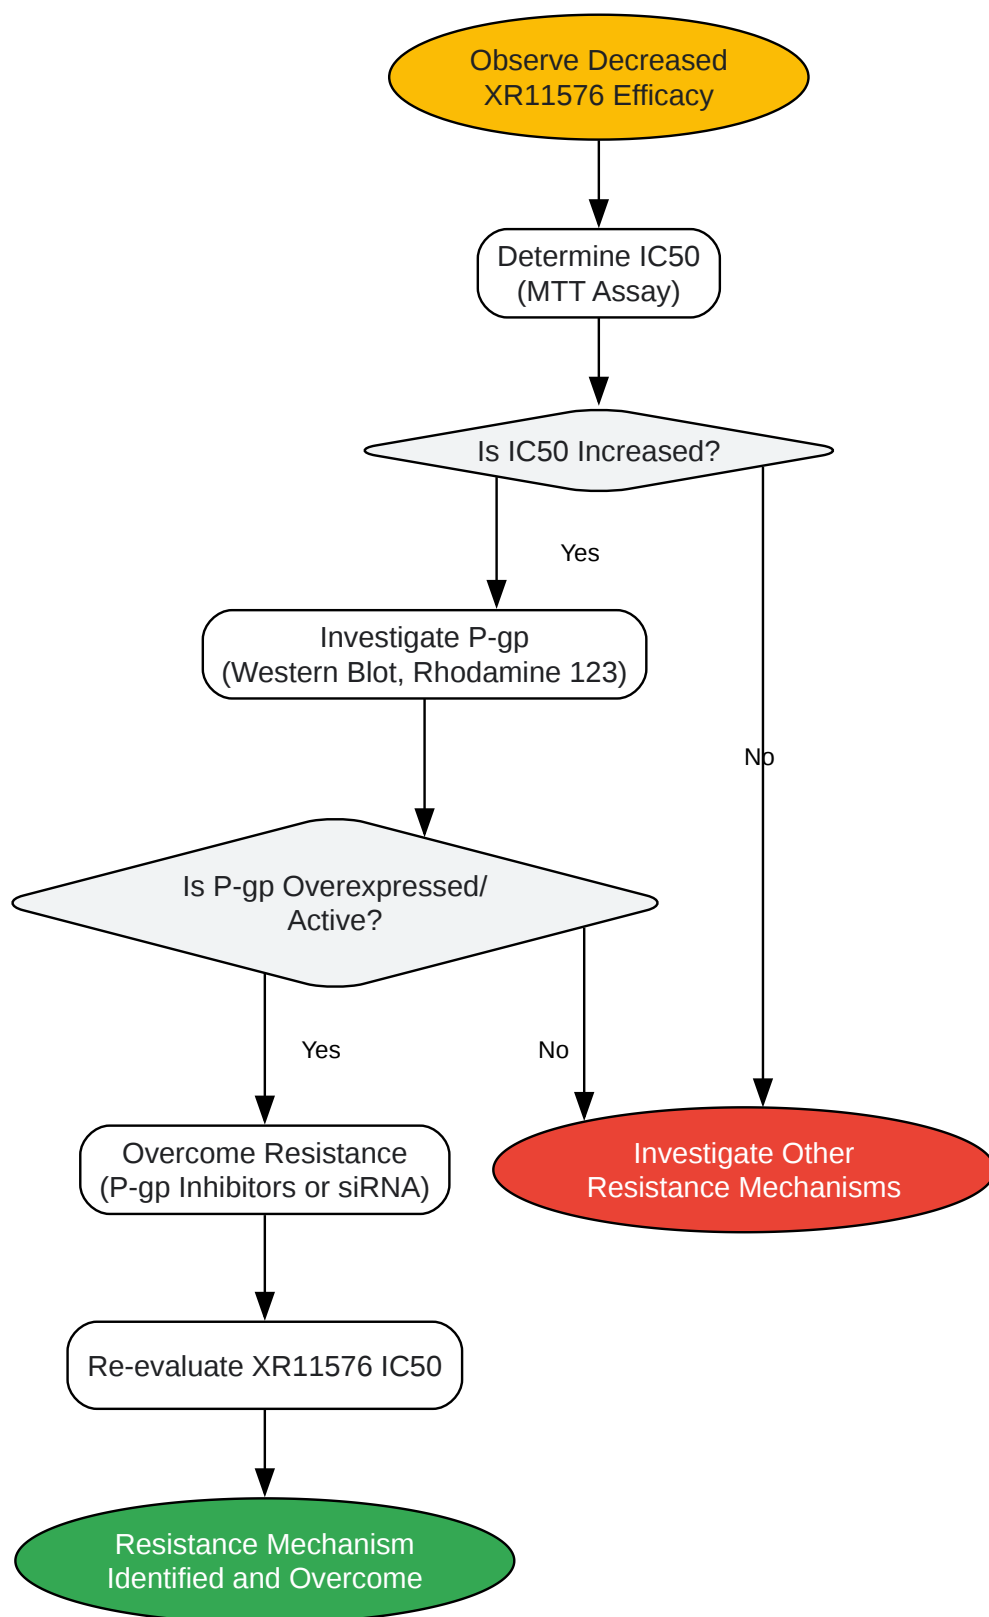 Observe Decreased
XR11576 Efficacy
Determine IC50
(MTT Assay)
Is IC50 Increased?
Yes
Investigate P-gp
(Western Blot, Rhodamine 123)
No
Is P-gp Overexpressed/
Active?
Yes
No
Overcome Resistance
(P-gp Inhibitors or siRNA)
Investigate Other
Resistance Mechanisms
Re-evaluate XR11576 IC50
Resistance Mechanism
Identified and Overcome